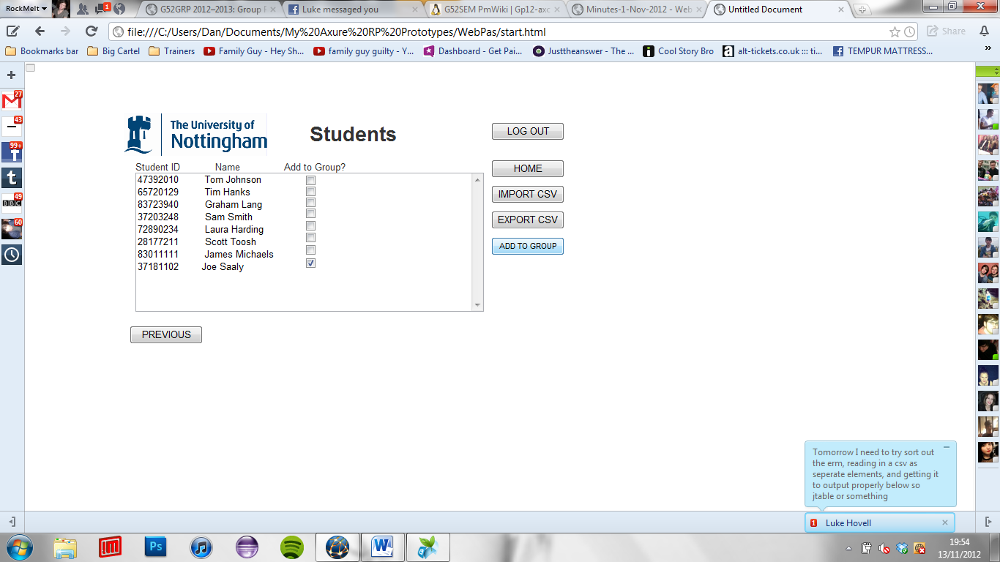 RockMelt
1
G52GRP 2012–2013: Group F
Luke messaged you
G52SEM PmWiki | Gp12-axc
Minutes-1-Nov-2012 - Web
Untitled Document
file:///C:/Users/Dan/Documents/My%20Axure%20RP%20Prototypes/WebPas/start.html
Share
Bookmarks bar
Big Cartel
Trainers
Family Guy - Hey Sh...
family guy guilty - Y...
Dashboard - Get Pai...
Justtheanswer - The ...
Cool Story Bro
alt-tickets.co.uk ::: ti...
TEMPUR MATTRESS...
27
43
99+
49
BBC
60
The University of
Nottingham
Students
LOG OUT
Student ID Name Add to Group?
47392010 Tom Johnson
65720129 Tim Hanks
83723940 Graham Lang
37203248 Sam Smith
72890234 Laura Harding
28177211 Scott Toosh
83011111 James Michaels
37181102 Joe Saaly
HOME
IMPORT CSV
EXPORT CSV
ADD TO GROUP
PREVIOUS
Tomorrow I need to try sort out
the erm, reading in a csv as
seperate elements, and getting it
to output properly below so
jtable or something
1 Luke Hovell
Ps
19:54
13/11/2012